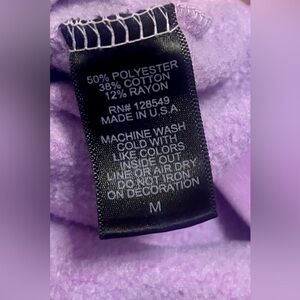 50% POLYESTER
38% COTTON
12% RAYON
RN# 128549
MADE IN U.S.A.
MACHINE WASH
COLD WITH
LIKE COLORS
INSIDE OUT
LINE OR AIR DRY
DO NOT IRON
ON DECORATION
M